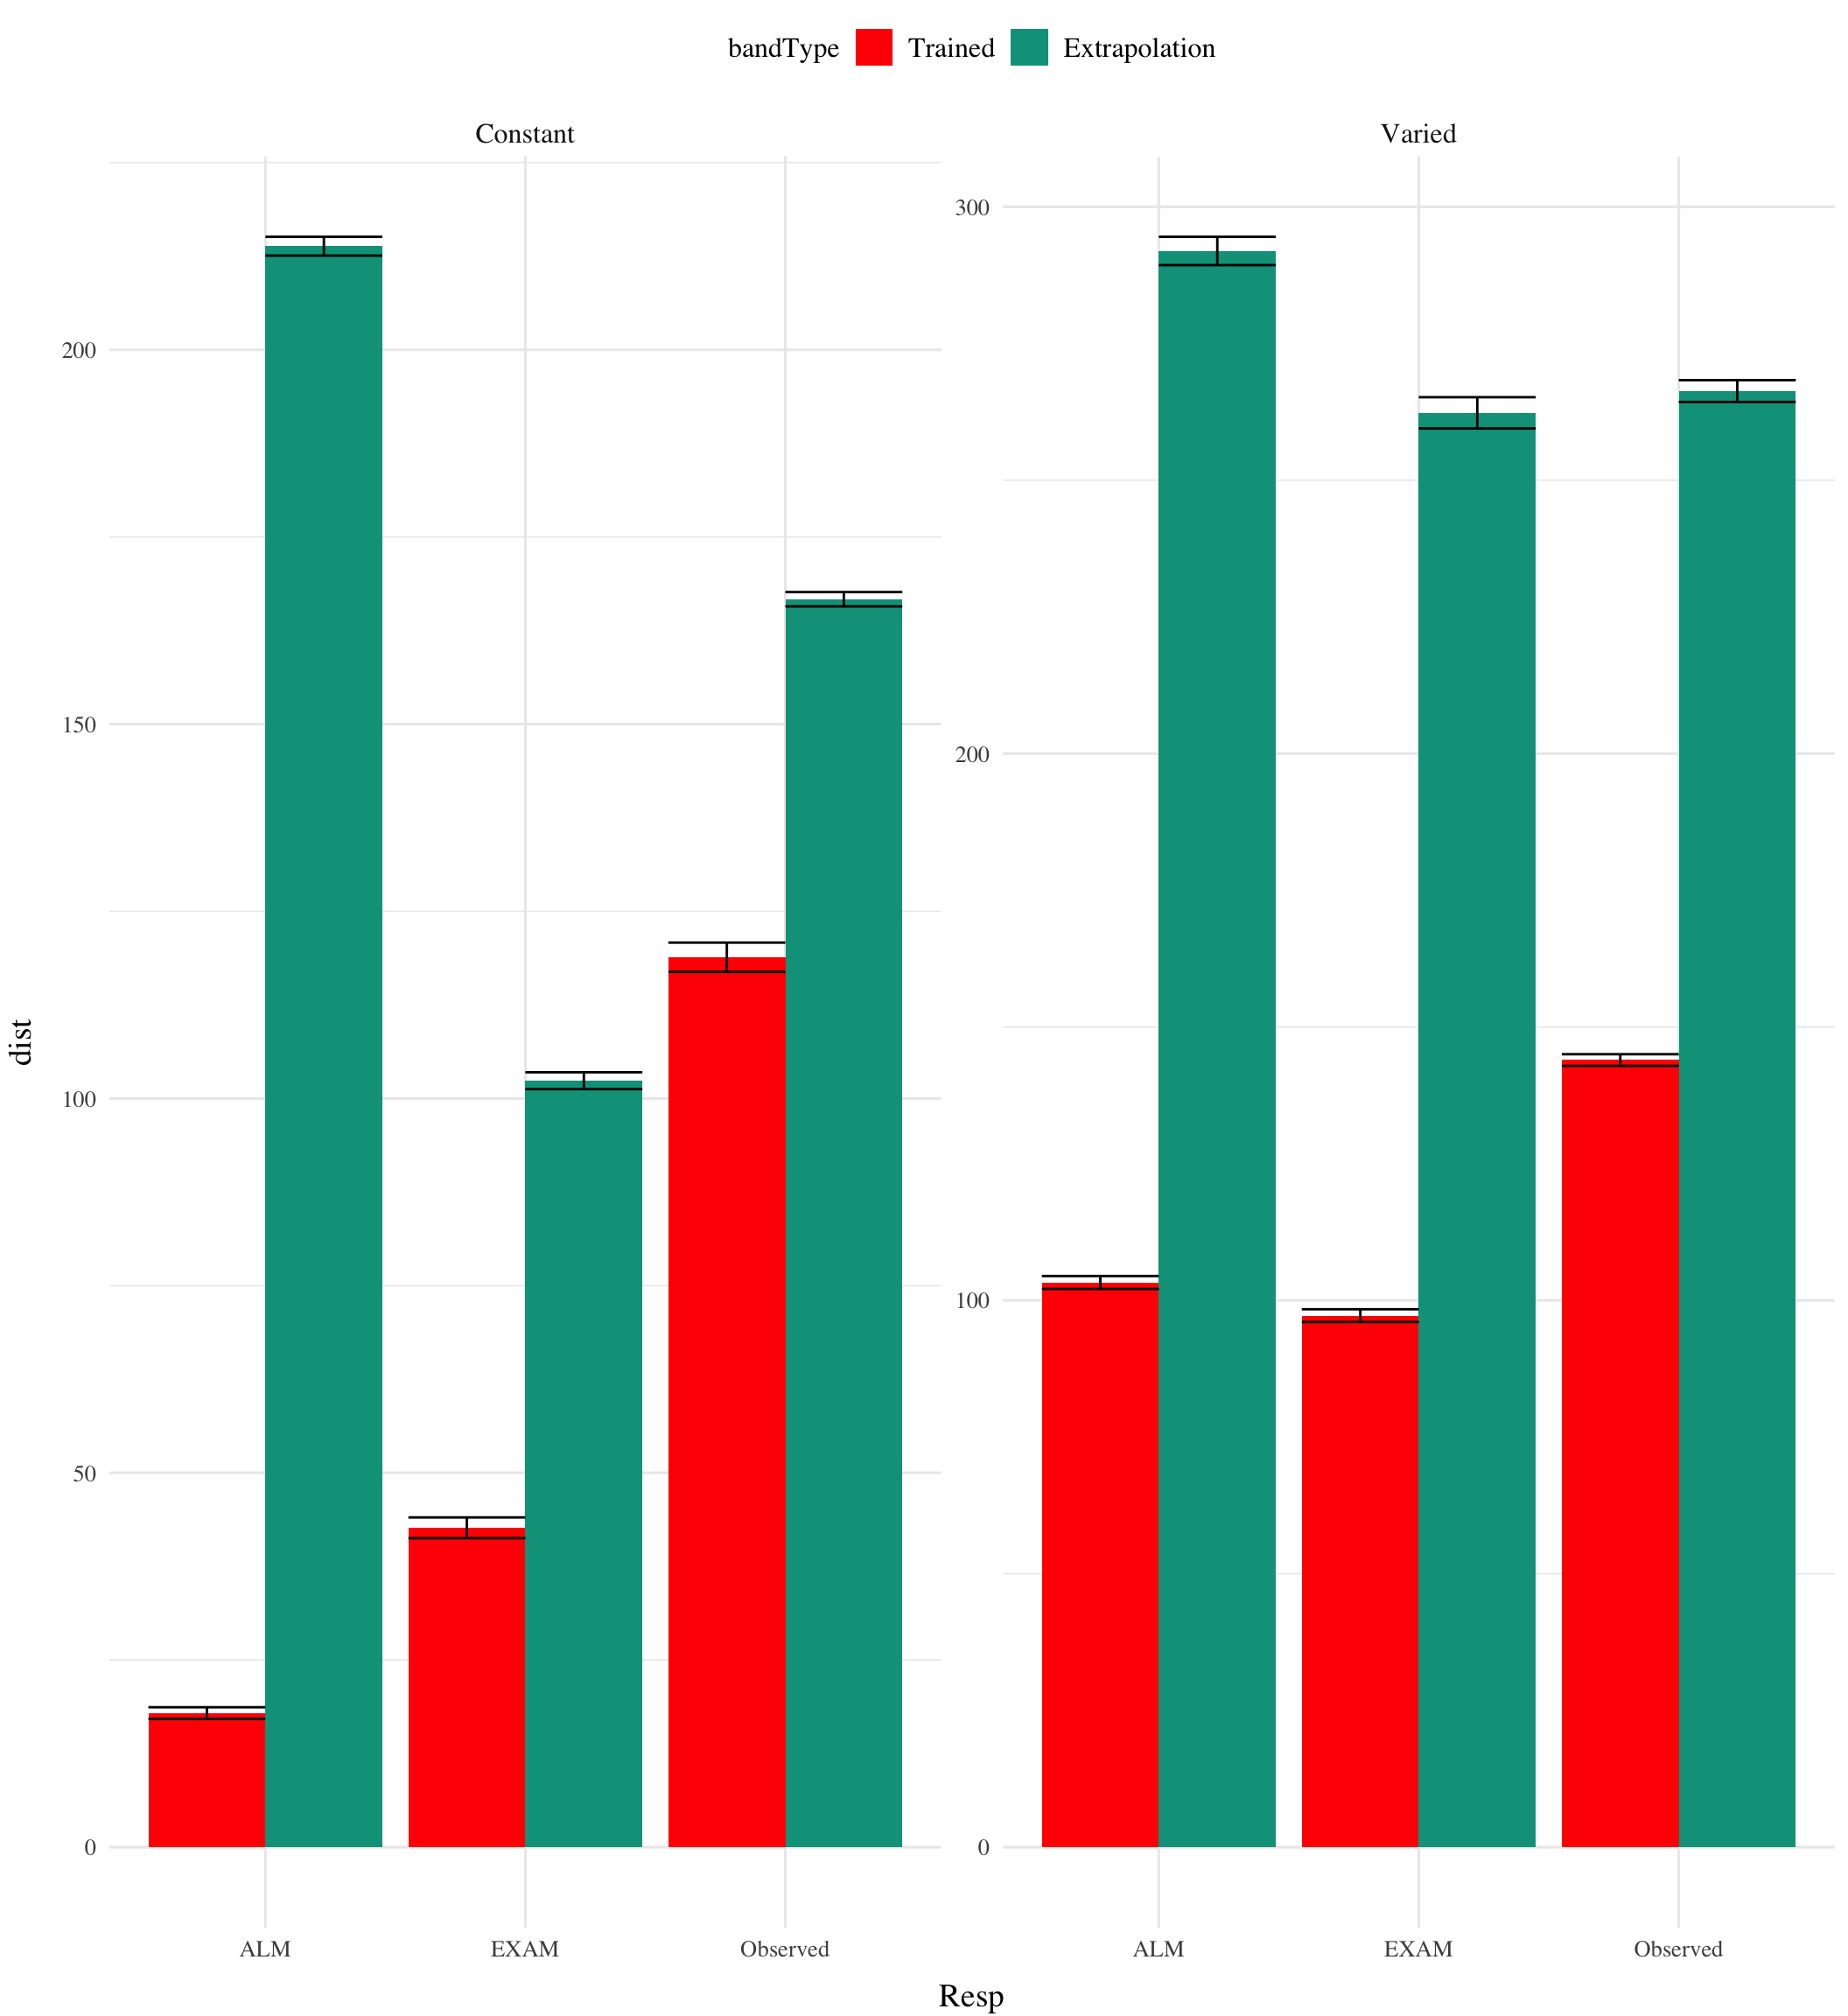 bandType Trained Extrapolation
Constant Varied
300
200
150
200
dist
100
100
50
0 0
ALM EXAM Observed ALM EXAM Observed
Resp